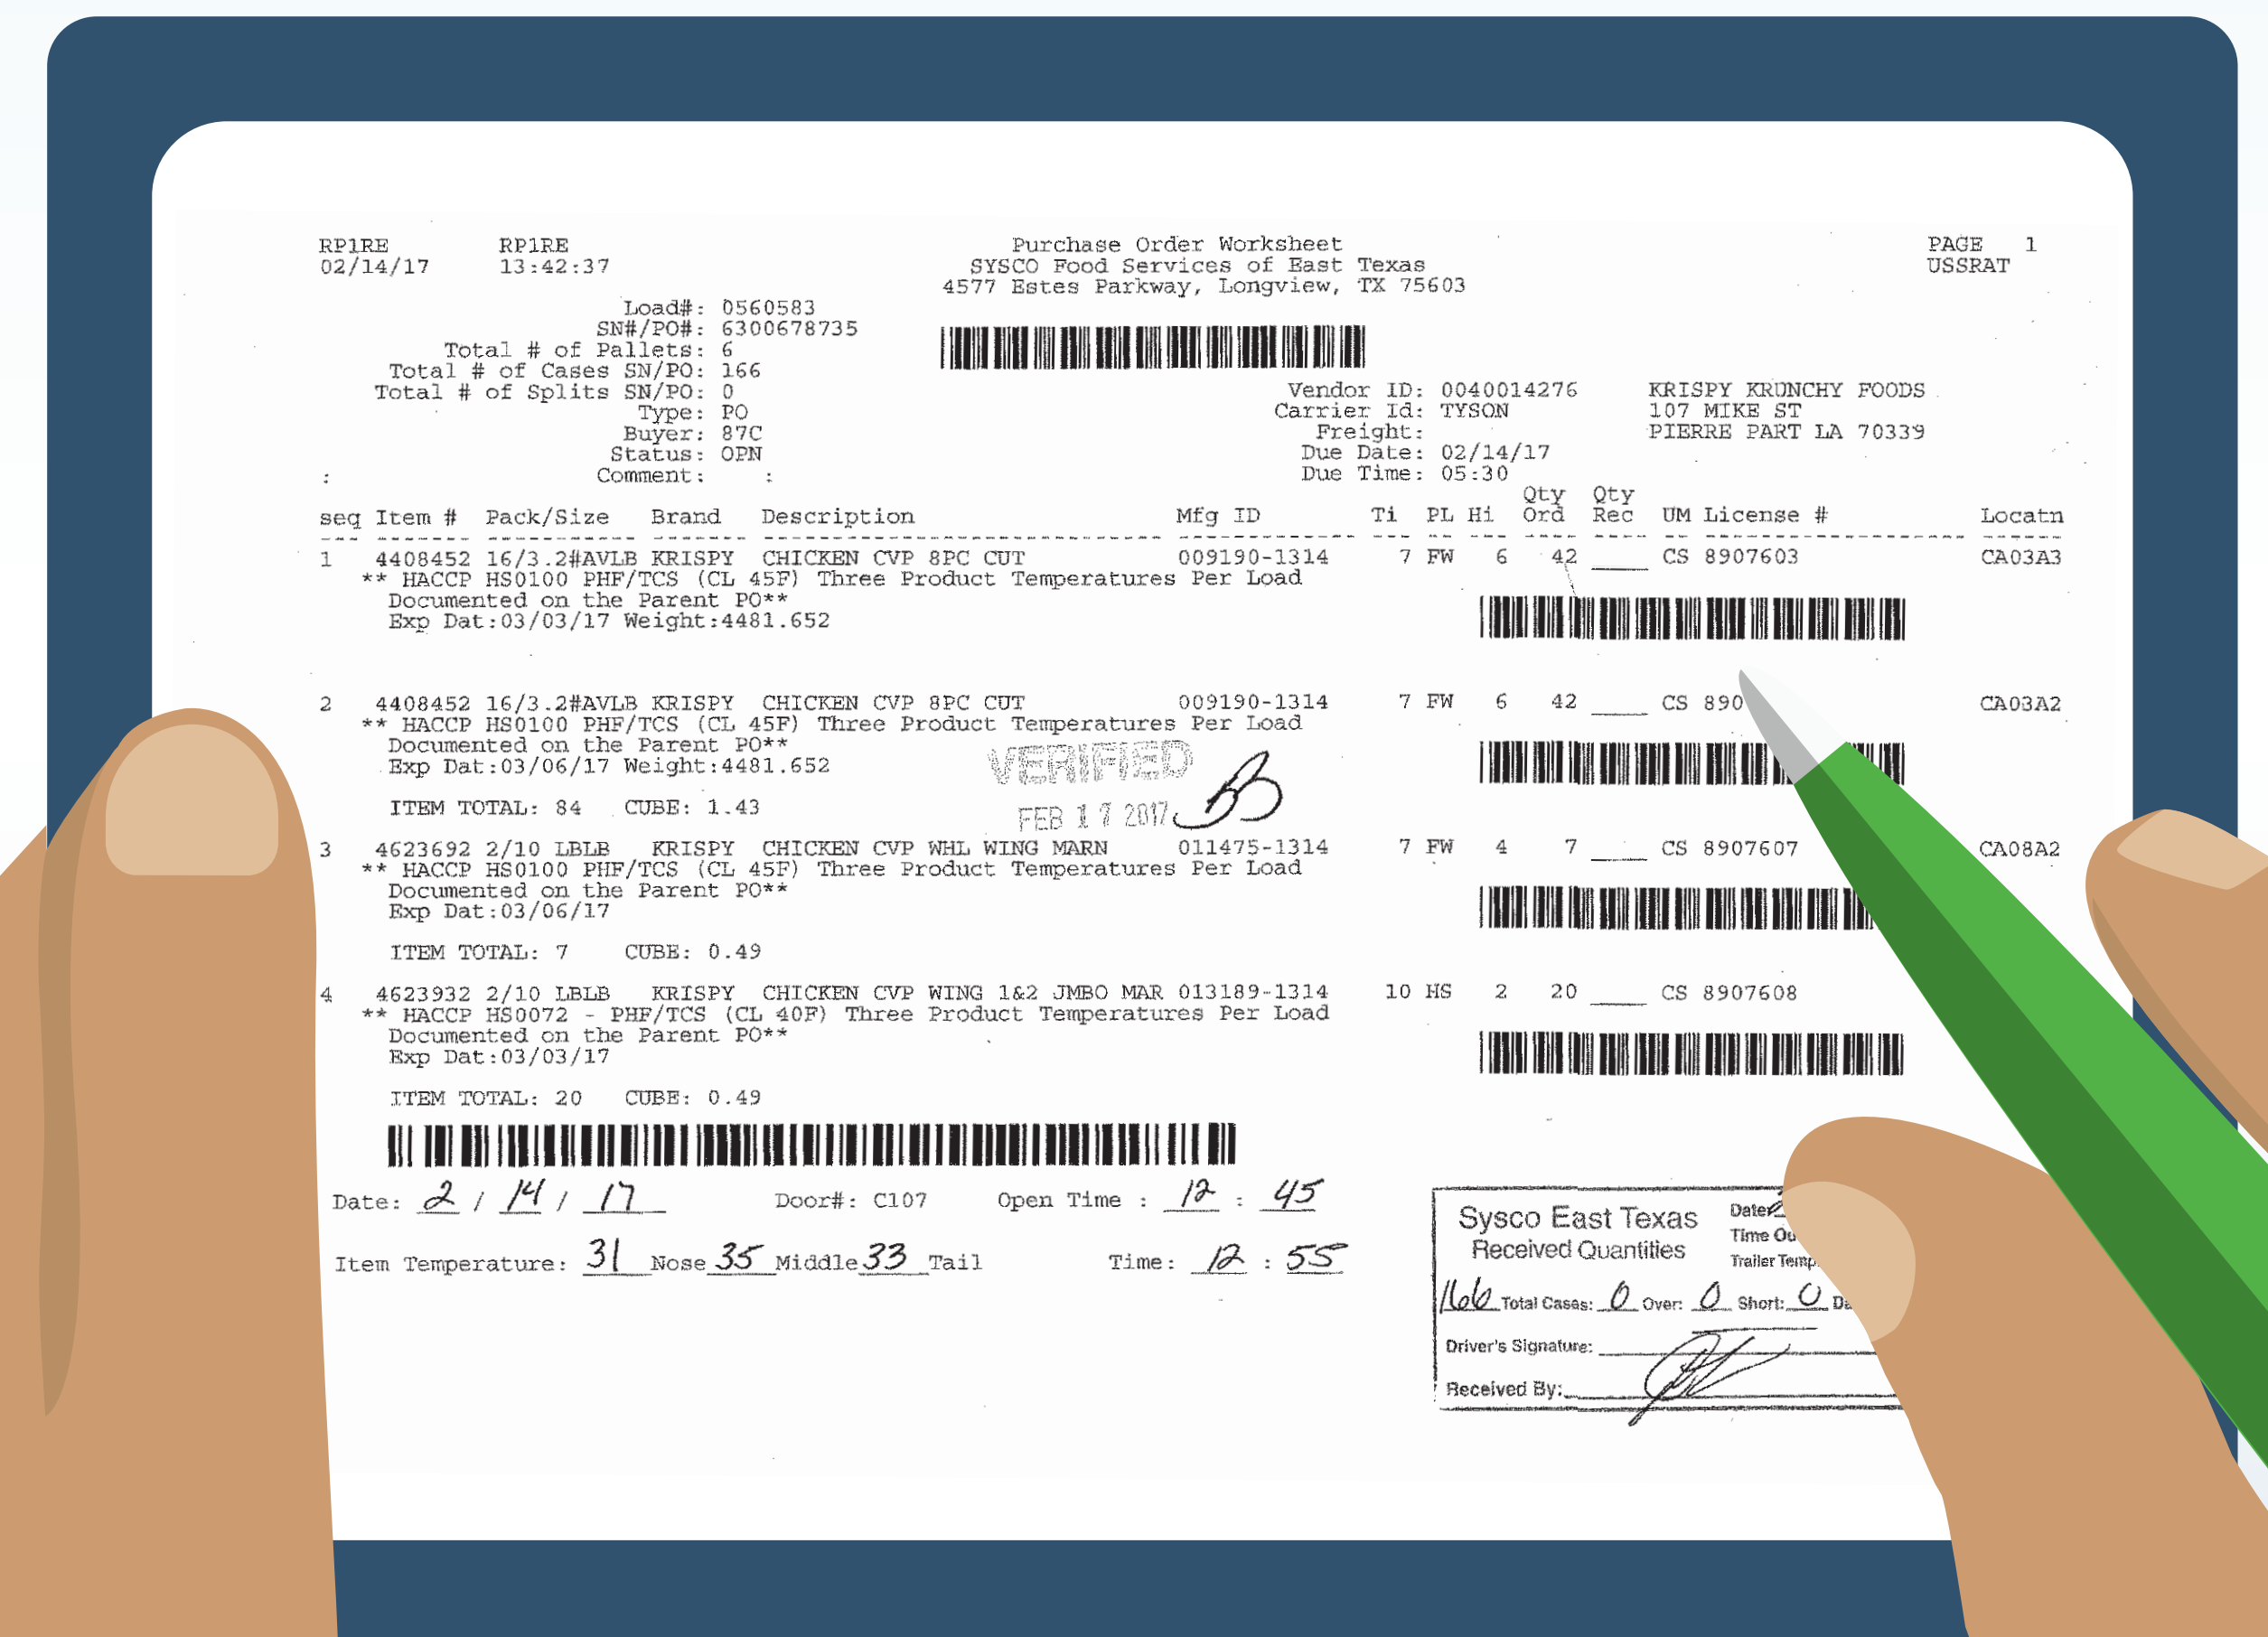 RP1RE RP1RE Purchase Order Worksheet PAGE 1
02/14/17 13:42:37 SYSCO Food Services of East Texas USSRAT
4577 Estes Parkway, Longview, TX 75603
Load#: 0560583
SN#/PO#: 6300678735
Total # of Pallets: 6
Total # of Cases SN/PO: 166
Total # of Splits SN/PO: 0 Vendor ID: 0040014276 KRISPY KRUNCHY FOODS
Type: PO Carrier Id: TYSON 107 MIKE ST
Buyer: 87C Freight: PIERRE PART LA 70339
Status: OPN Due Date: 02/14/17
: Comment: : Due Time: 05:30
Qty Qty
seq Item # Pack/Size Brand Description Mfg ID Ti PL Hi Ord Rec UM License # Locatn
1 4408452 16/3.2#AVLB KRISPY CHICKEN CVP 8PC CUT 009190-1314 7 FW 6 42 ____ CS 8907603 CA03A3
** HACCP HS0100 PHF/TCS (CL 45F) Three Product Temperatures Per Load
Documented on the Parent PO**
Exp Dat:03/03/17 Weight:4481.652
2 4408452 16/3.2#AVLB KRISPY CHICKEN CVP 8PC CUT 009190-1314 7 FW 6 42 ____ CS 890 CA03A2
** HACCP HS0100 PHF/TCS (CL 45F) Three Product Temperatures Per Load
Documented on the Parent PO**
Exp Dat:03/06/17 Weight:4481.652
VERIFIED
ITEM TOTAL: 84 CUBE: 1.43
FEB 17 2017
3 4623692 2/10 LBLB KRISPY CHICKEN CVP WHL WING MARN 011475-1314 7 FW 4 7 ____ CS 8907607 CA08A2
** HACCP HS0100 PHF/TCS (CL 45F) Three Product Temperatures Per Load
Documented on the Parent PO**
Exp Dat:03/06/17
ITEM TOTAL: 7 CUBE: 0.49
4 4623932 2/10 LBLB KRISPY CHICKEN CVP WING 1&2 JMBO MAR 013189-1314 10 HS 2 20 ____ CS 8907608
** HACCP HS0072 - PHF/TCS (CL 40F) Three Product Temperatures Per Load
Documented on the Parent PO**
Exp Dat:03/03/17
ITEM TOTAL: 20 CUBE: 0.49
Date: 2 / 14 / 17 Door#: C107 Open Time : 12 : 45
Item Temperature: 31 Nose 35 Middle 33 Tail Time: 12 : 55
Sysco East Texas
Received Quantities
Date
Time Ou
Trailer Temp
166 Total Cases: 0 Over: 0 Short: 0 Da
Driver's Signature:
Received By: